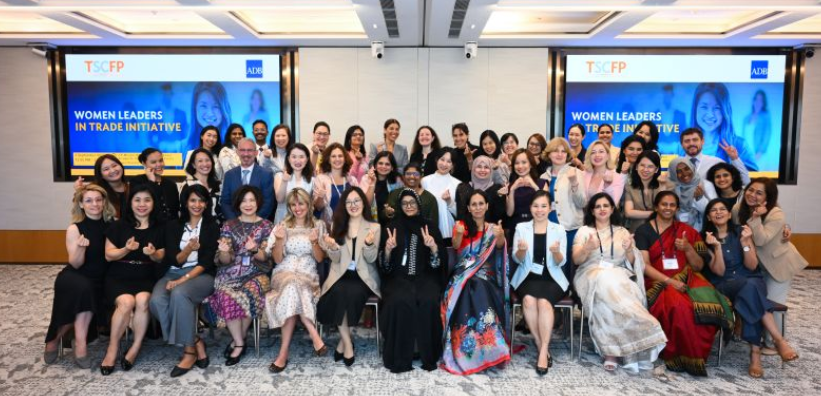 TSCFP
ADB
WOMEN LEADERS
IN TRADE INITIATIVE
TSCFP
ADB
WOMEN LEADERS
IN TRADE INITIATIVE